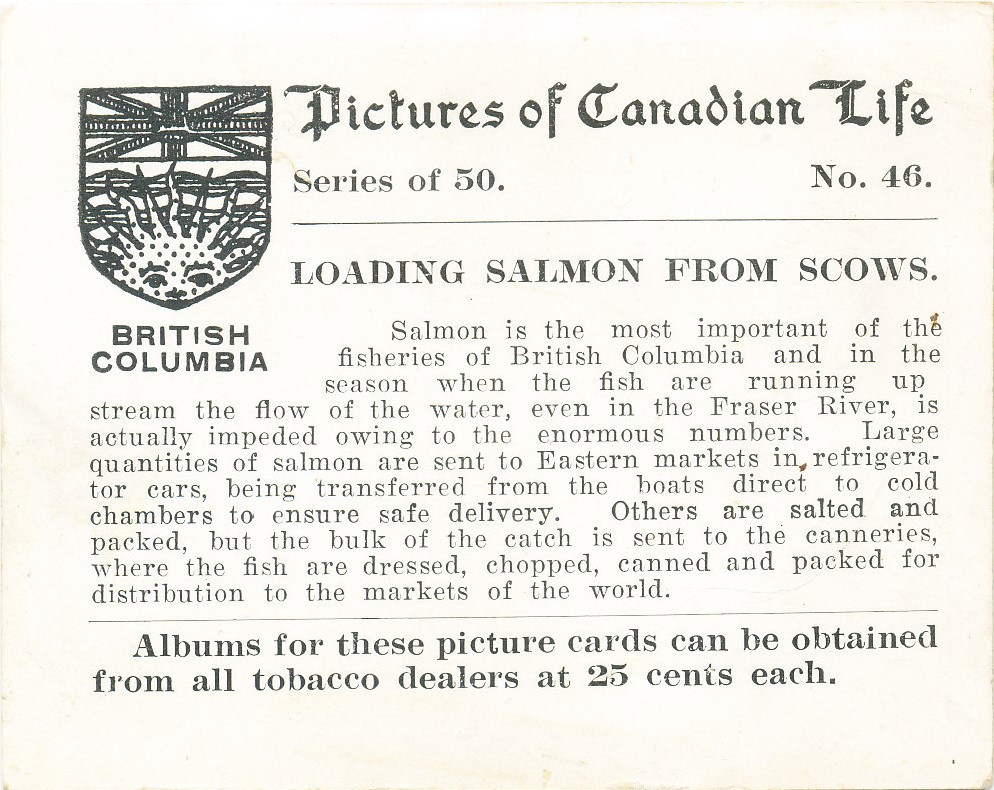 Pictures of Canadian Life
Series of 50. No. 46.
LOADING SALMON FROM SCOWS.
BRITISH
COLUMBIA
Salmon is the most important of the
fisheries of British Columbia and in the
season when the fish are running up
stream the flow of the water, even in the Fraser River, is
actually impeded owing to the enormous numbers. Large
quantities of salmon are sent to Eastern markets in refrigera-
tor cars, being transferred from the boats direct to cold
chambers to ensure safe delivery. Others are salted and
packed, but the bulk of the catch is sent to the canneries,
where the fish are dressed, chopped, canned and packed for
distribution to the markets of the world.
Albums for these picture cards can be obtained
from all tobacco dealers at 25 cents each.